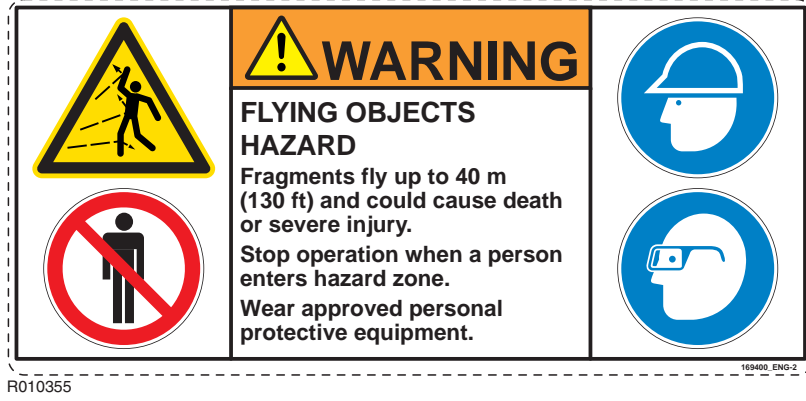 WARNING
FLYING OBJECTS
HAZARD
Fragments fly up to 40 m
(130 ft) and could cause death
or severe injury.
Stop operation when a person
enters hazard zone.
Wear approved personal
protective equipment.
169400_ENG-2
R010355